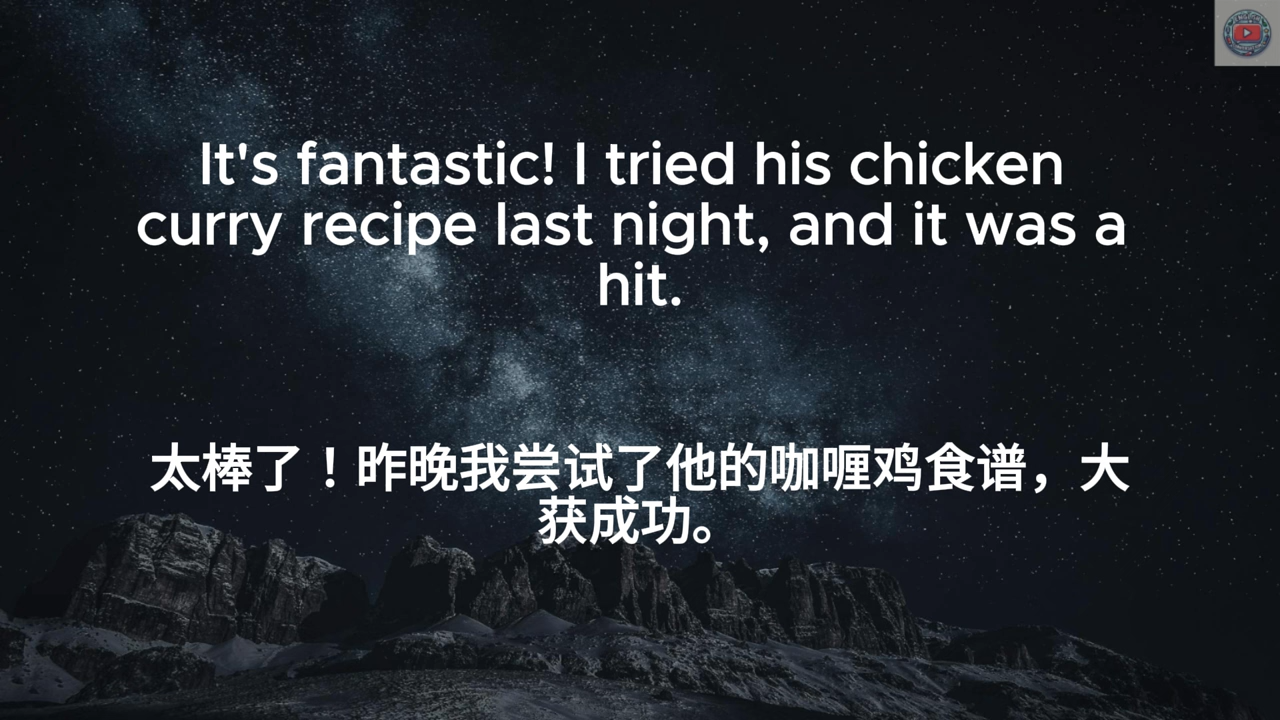 It's fantastic! I tried his chicken
curry recipe last night, and it was a
hit.
太棒了！昨晚我尝试了他的咖喱鸡食谱，大
获成功。